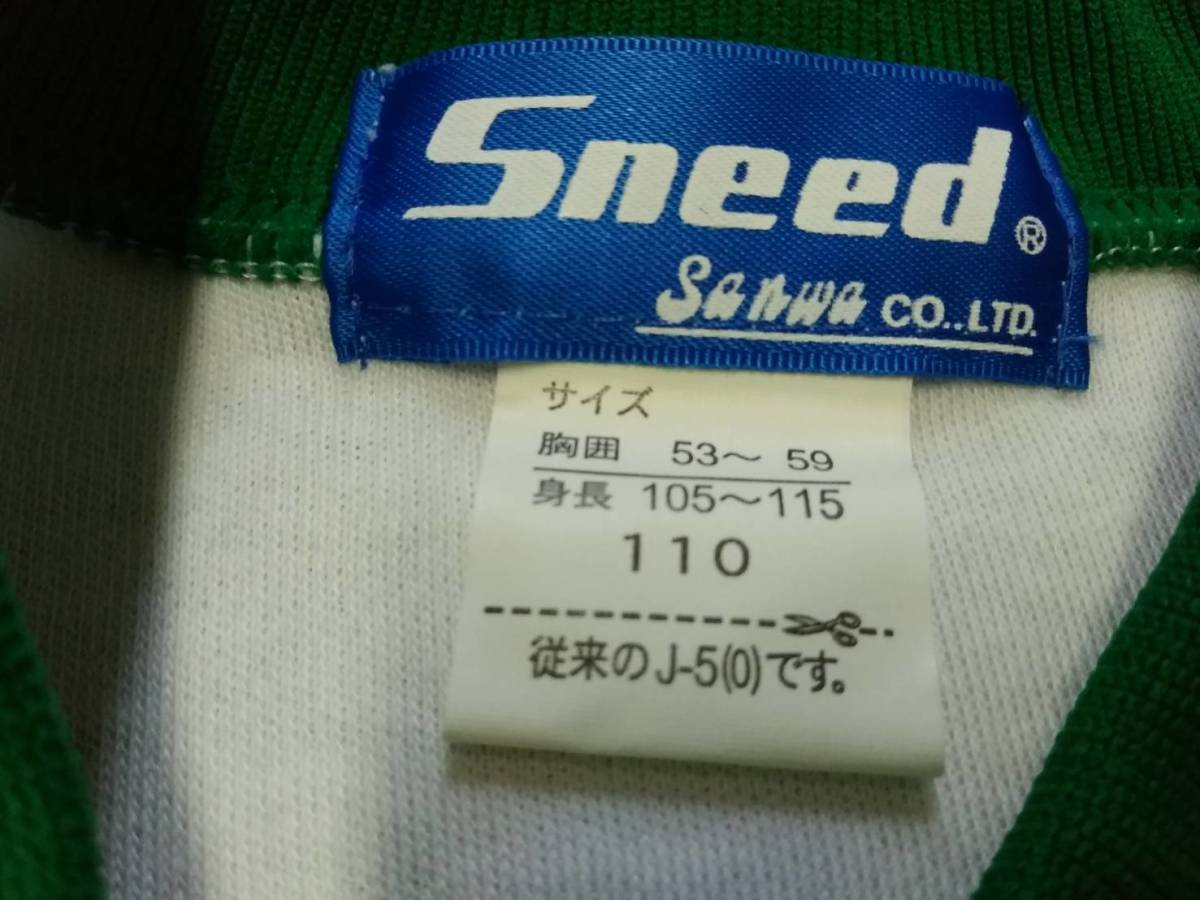 Sneed®
Sanwa CO.,LTD.
サイズ
胸囲 53〜 59
身長 105〜115
110
従来のJ-5(0)です。